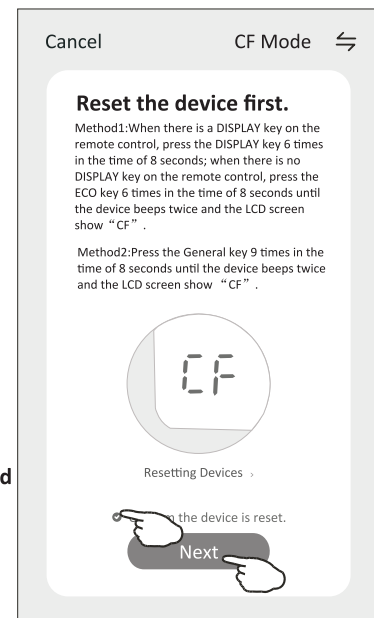 Cancel CF Mode
Reset the device first.
Method1:When there is a DISPLAY key on the
remote control, press the DISPLAY key 6 times
in the time of 8 seconds; when there is no
DISPLAY key on the remote control, press the
ECO key 6 times in the time of 8 seconds until
the device beeps twice and the LCD screen
show “CF” .
Method2:Press the General key 9 times in the
time of 8 seconds until the device beeps twice
and the LCD screen show “CF” .
CF
d
Resetting Devices ›
the device is reset.
Next